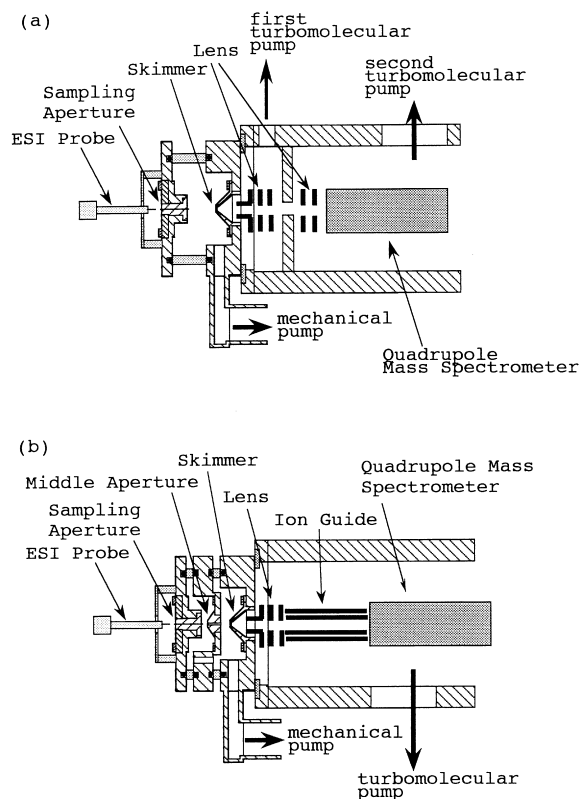 (a)
first
turbomolecular
pump
Lens
second
turbomolecular
pump
Skimmer
Sampling
Aperture
ESI Probe
mechanical
pump
Quadrupole
Mass Spectrometer
(b)
Skimmer
Quadrupole Mass
Spectrometer
Middle Aperture
Lens
Sampling
Aperture
Ion Guide
ESI Probe
mechanical
pump
turbomolecular
pump